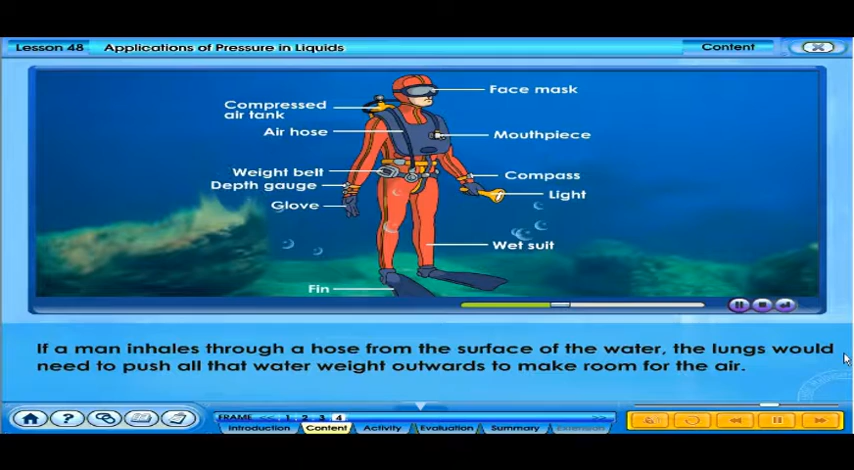 Lesson 48
Applications of Pressure in Liquids
Content
Face mask
Compressed
air tank
Air hose
Mouthpiece
Weight belt
Compass
Depth gauge
Light
Glove
Wet suit
Fin
If a man inhales through a hose from the surface of the water, the lungs would
need to push all that water weight outwards to make room for the air.
FRAME << 1 2 3 4 >>
Introduction Content Activity Evaluation Summary Extension